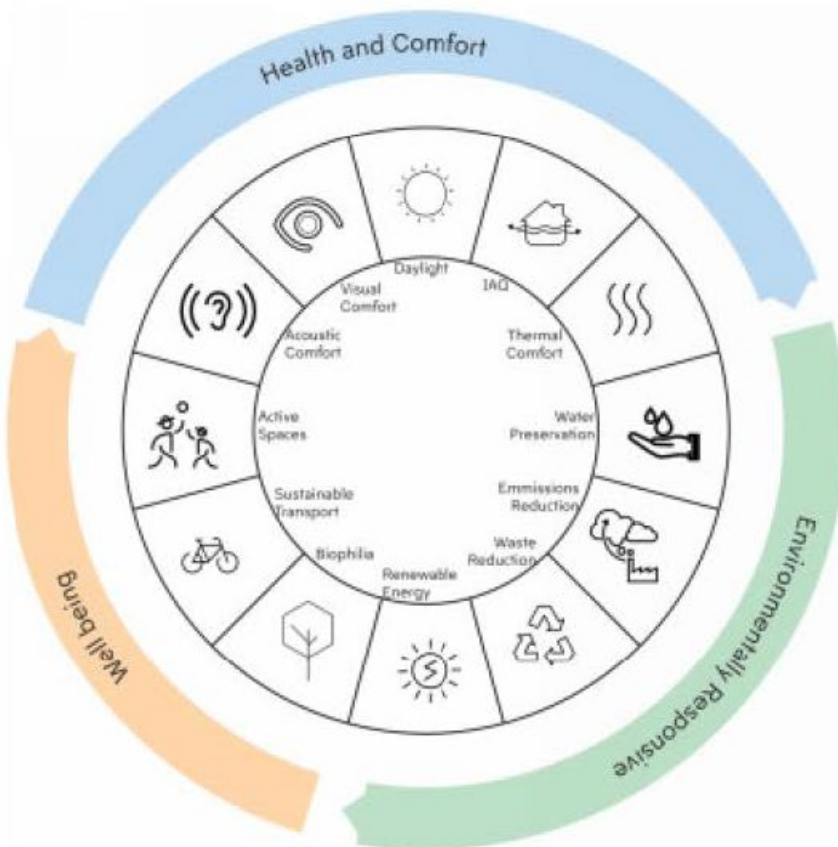 Health and Comfort
Daylight
IAQ
Thermal
Comfort
Water
Preservation
Emmissions
Reduction
Waste
Reduction
Renewable
Energy
Biophilia
Sustainable
Transport
Active
Spaces
Acoustic
Comfort
Visual
Comfort
Environmentally Responsive
Well being